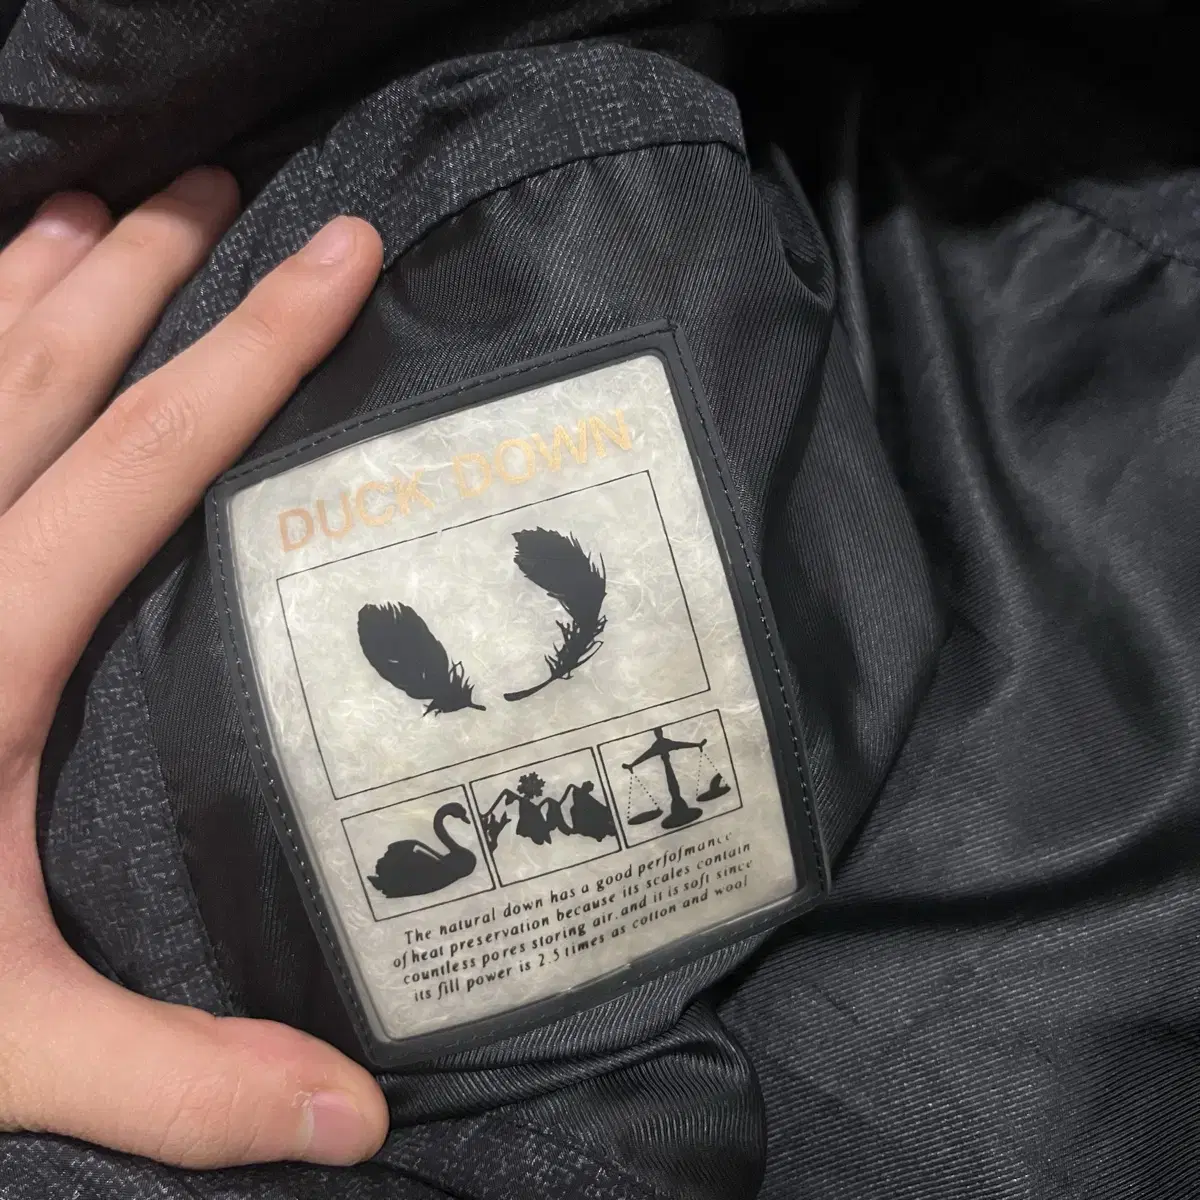 DUCK DOWN
The natural down has a good perfofmance
of heat preservation because its scales contain
countless pores storing air.and it is soft since
its fill power is 2.5 times as cotton and wool